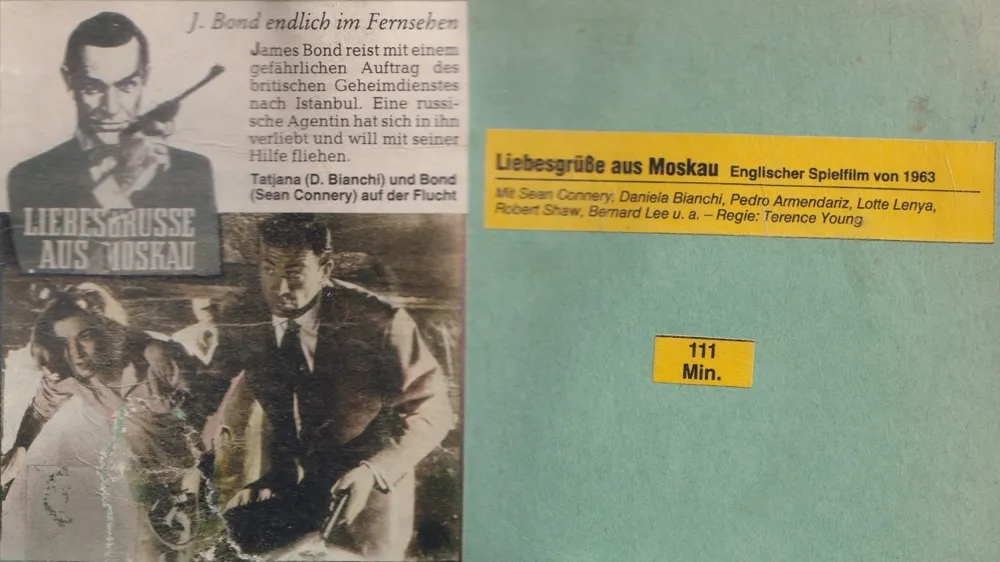 J. Bond endlich im Fernsehen
James Bond reist mit einem
gefährlichen Auftrag des
britischen Geheimdienstes
nach Istanbul. Eine russi-
sche Agentin hat sich in ihn
verliebt und will mit seiner
Hilfe fliehen.
Tatjana (D. Bianchi) und Bond
(Sean Connery) auf der Flucht
LIEBESGRÜSSE
AUS MOSKAU
Liebesgrüße aus Moskau Englischer Spielfilm von 1963
Mit Sean Connery, Daniela Bianchi, Pedro Armendariz, Lotte Lenya,
Robert Shaw, Bernard Lee u. a. – Regie: Terence Young
111
Min.